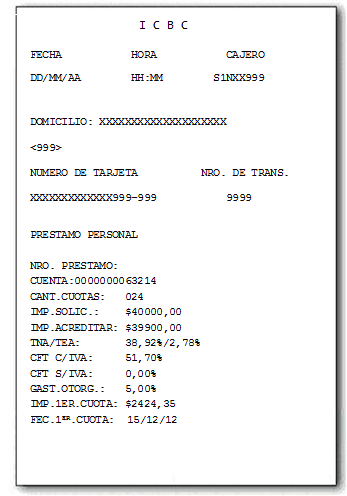 I C B C
FECHA HORA CAJERO
DD/MM/AA HH:MM S1NXX999
DOMICILIO: XXXXXXXXXXXXXXXXXXXX
<999>
NUMERO DE TARJETA NRO. DE TRANS.
XXXXXXXXXXXXX999-999 9999
PRESTAMO PERSONAL
NRO. PRESTAMO:
CUENTA:0000000063214
CANT.CUOTAS: 024
IMP.SOLIC.: $40000,00
IMP.ACREDITAR: $39900,00
TNA/TEA: 38,92%/2,78%
CFT C/IVA: 51,70%
CFT S/IVA: 0,00%
GAST.OTORG.: 5,00%
IMP.1ER.CUOTA: $2424,35
FEC.1ᴱᴿ.CUOTA: 15/12/12